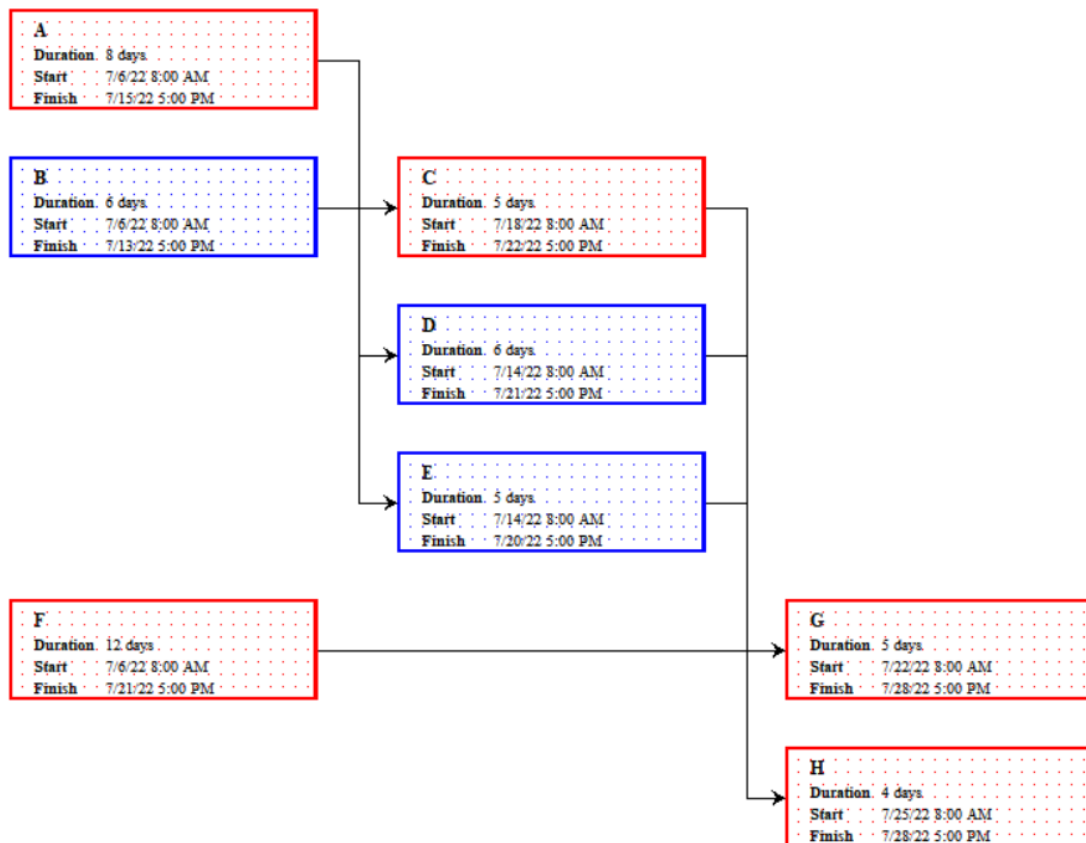 A
Duration 8 days
Start 7/6/22 8:00 AM
Finish 7/15/22 5:00 PM
B
Duration 6 days
Start 7/6/22 8:00 AM
Finish 7/13/22 5:00 PM
C
Duration 5 days
Start 7/18/22 8:00 AM
Finish 7/22/22 5:00 PM
D
Duration 6 days
Start 7/14/22 8:00 AM
Finish 7/21/22 5:00 PM
E
Duration 5 days
Start 7/14/22 8:00 AM
Finish 7/20/22 5:00 PM
F
Duration 12 days
Start 7/6/22 8:00 AM
Finish 7/21/22 5:00 PM
G
Duration 5 days
Start 7/22/22 8:00 AM
Finish 7/28/22 5:00 PM
H
Duration 4 days
Start 7/25/22 8:00 AM
Finish 7/28/22 5:00 PM